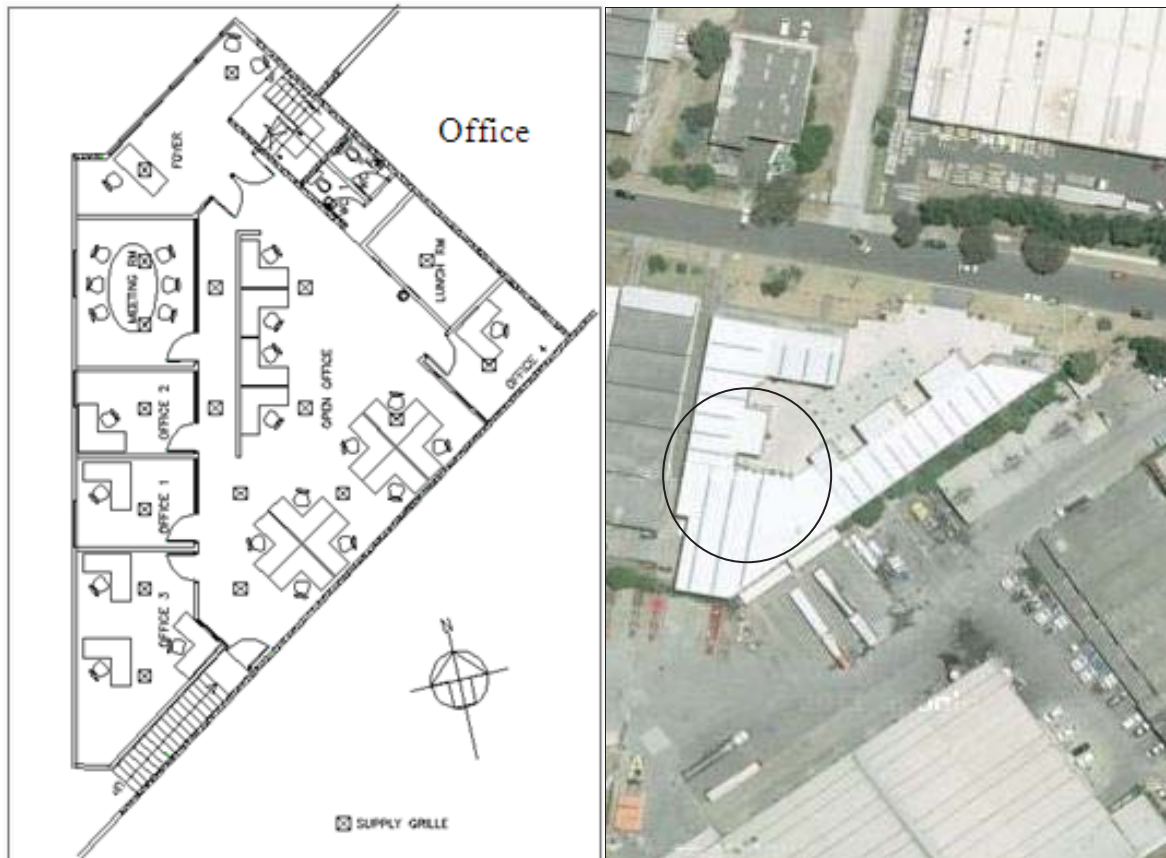 Office
FOYER
MEETING RM
LUNCH RM
OFFICE 4
OPEN OFFICE
OFFICE 2
OFFICE 1
OFFICE 3
N
SUPPLY GRILLE